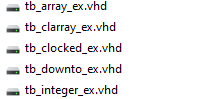 tb_array_ex.vhd
tb_clarray_ex.vhd
tb_clocked_ex.vhd
tb_downto_ex.vhd
tb_integer_ex.vhd